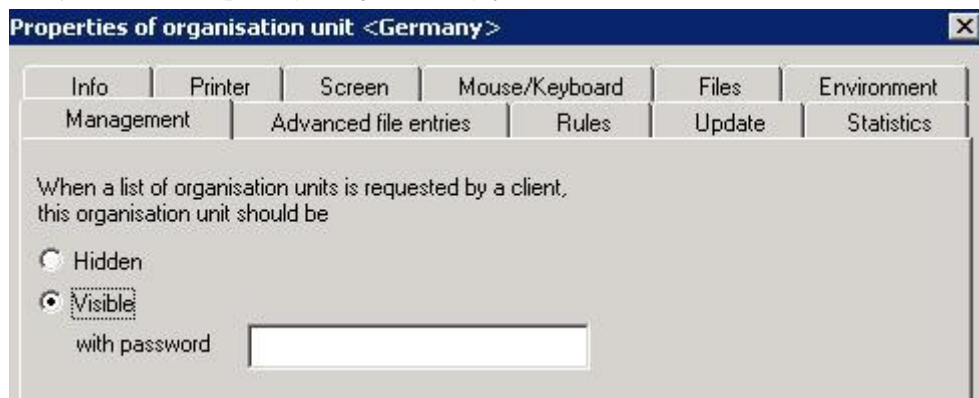 Properties of organisation unit <Germany>
Info Printer Screen Mouse/Keyboard Files Environment
Management Advanced file entries Rules Update Statistics
When a list of organisation units is requested by a client,
this organisation unit should be
Hidden
Visible
with password